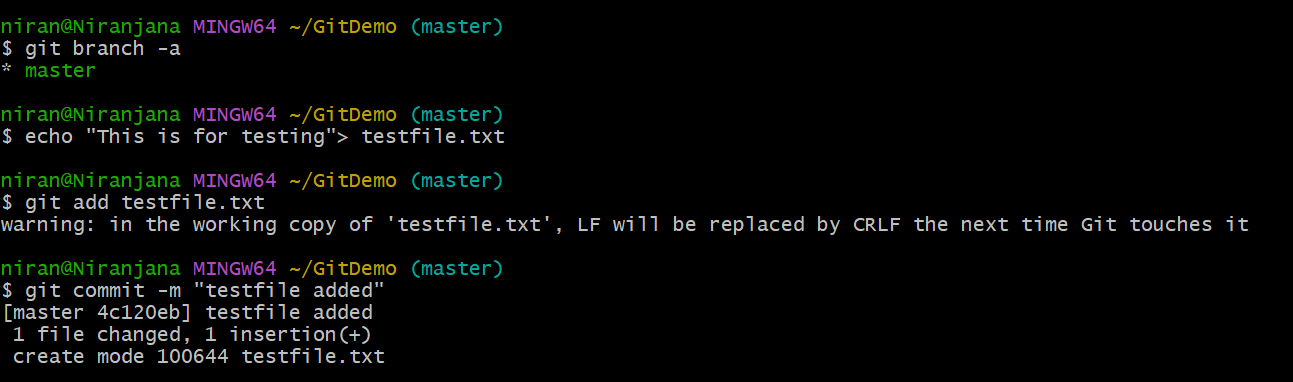 niran@Niranjana MINGW64 ~/GitDemo (master)
$ git branch -a
* master
niran@Niranjana MINGW64 ~/GitDemo (master)
$ echo "This is for testing"> testfile.txt
niran@Niranjana MINGW64 ~/GitDemo (master)
$ git add testfile.txt
warning: in the working copy of 'testfile.txt', LF will be replaced by CRLF the next time Git touches it
niran@Niranjana MINGW64 ~/GitDemo (master)
$ git commit -m "testfile added"
[master 4c120eb] testfile added
 1 file changed, 1 insertion(+)
 create mode 100644 testfile.txt